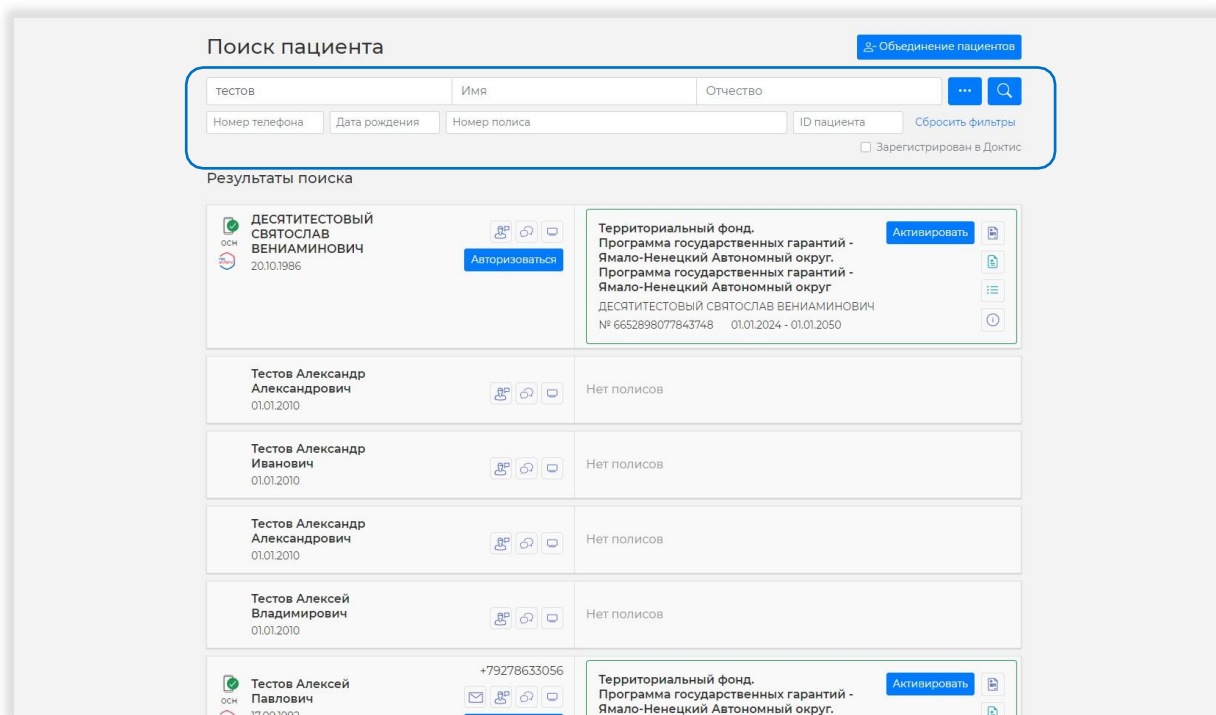 Поиск пациента
Объединение пациентов
тестов Имя Отчество
Номер телефона Дата рождения Номер полиса ID пациента Сбросить фильтры
Зарегистрирован в Доктис
Результаты поиска
ДЕСЯТИТЕСТОВЫЙ
СВЯТОСЛАВ
ВЕНИАМИНОВИЧ
20.10.1986
ОСН
Авторизоваться
Территориальный фонд.
Программа государственных гарантий -
Ямало-Ненецкий Автономный округ.
Программа государственных гарантий -
Ямало-Ненецкий Автономный округ
ДЕСЯТИТЕСТОВЫЙ СВЯТОСЛАВ ВЕНИАМИНОВИЧ
№ 6652898077843748 01.01.2024 - 01.01.2050
Активировать
Тестов Александр
Александрович
01.01.2010
Нет полисов
Тестов Александр
Иванович
01.01.2010
Нет полисов
Тестов Александр
Александрович
01.01.2010
Нет полисов
Тестов Алексей
Владимирович
01.01.2010
Нет полисов
Тестов Алексей
Павлович
ОСН
+79278633056
Территориальный фонд.
Программа государственных гарантий -
Ямало-Ненецкий Автономный округ.
Активировать